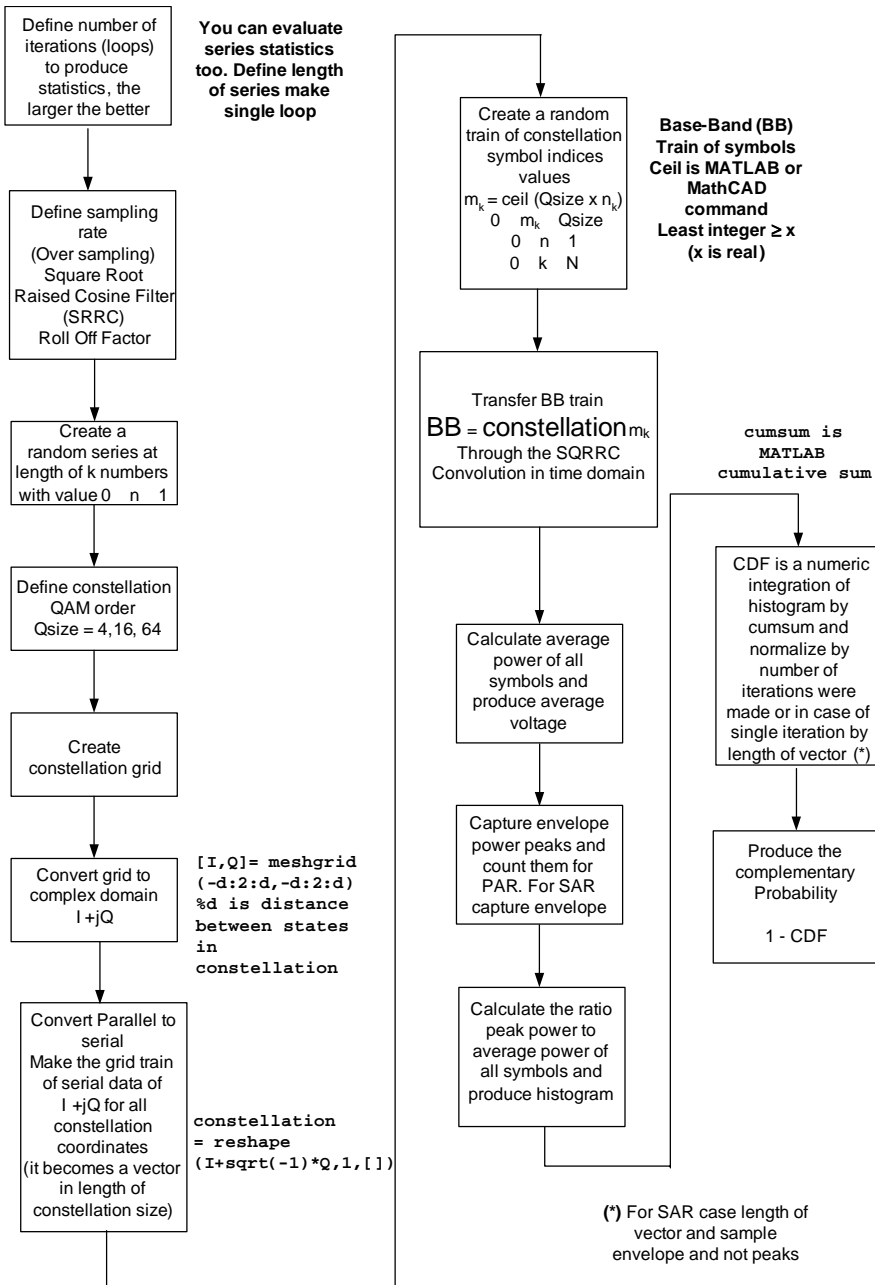 Define number of
iterations (loops)
to produce
statistics, the
larger the better
You can evaluate
series statistics
too. Define length
of series make
single loop
Define sampling
rate
(Over sampling)
Square Root
Raised Cosine Filter
(SRRC)
Roll Off Factor
Create a
random series at
length of k numbers
with value 0 n 1
Define constellation
QAM order
Qsize = 4,16, 64
Create
constellation grid
Convert grid to
complex domain
I +jQ
[I,Q]= meshgrid
(-d:2:d,-d:2:d)
%d is distance
between states
in
constellation
Convert Parallel to
serial
Make the grid train
of serial data of
I +jQ for all
constellation
coordinates
(it becomes a vector
in length of
constellation size)
constellation
= reshape
(I+sqrt(-1)*Q,1,[])
Create a random
train of constellation
symbol indices
values
mk = ceil (Qsize x nk)
0 mk Qsize
0 n 1
0 k N
Base-Band (BB)
Train of symbols
Ceil is MATLAB or
MathCAD
command
Least integer ≥ x
(x is real)
Transfer BB train
BB = constellation mk
Through the SQRRC
Convolution in time domain
Calculate average
power of all
symbols and
produce average
voltage
Capture envelope
power peaks and
count them for
PAR. For SAR
capture envelope
Calculate the ratio
peak power to
average power of
all symbols and
produce histogram
cumsum is
MATLAB
cumulative sum
CDF is a numeric
integration of
histogram by
cumsum and
normalize by
number of
iterations were
made or in case of
single iteration by
length of vector (*)
Produce the
complementary
Probability
1 - CDF
(*) For SAR case length of
vector and sample
envelope and not peaks